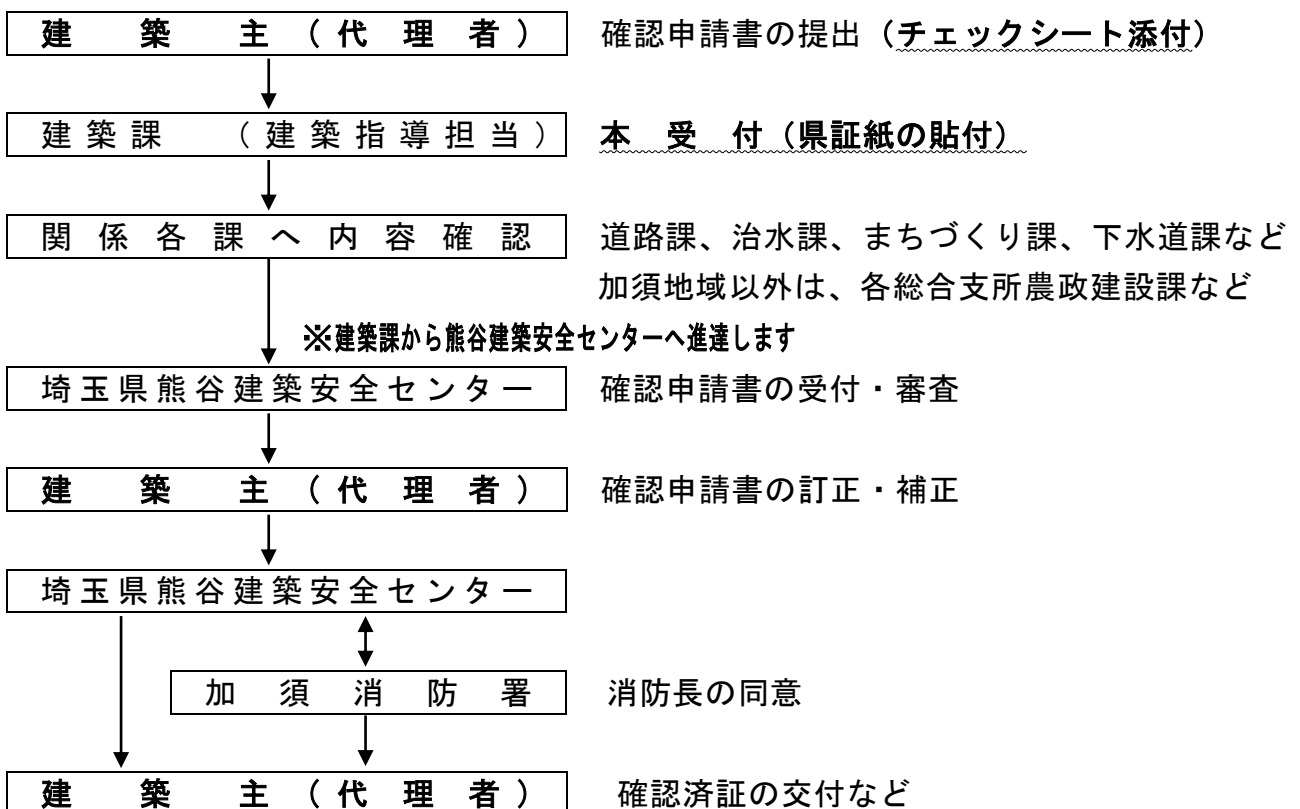 建築主(代理者) 確認申請書の提出(チェックシート添付)
建築課 (建築指導担当) 本受付(県証紙の貼付)
関係各課へ内容確認 道路課、治水課、まちづくり課、下水道課など
加須地域以外は、各総合支所農政建設課など
※建築課から熊谷建築安全センターへ進達します
埼玉県熊谷建築安全センター 確認申請書の受付・審査
建築主(代理者) 確認申請書の訂正・補正
埼玉県熊谷建築安全センター
加須消防署 消防長の同意
建築主(代理者) 確認済証の交付など